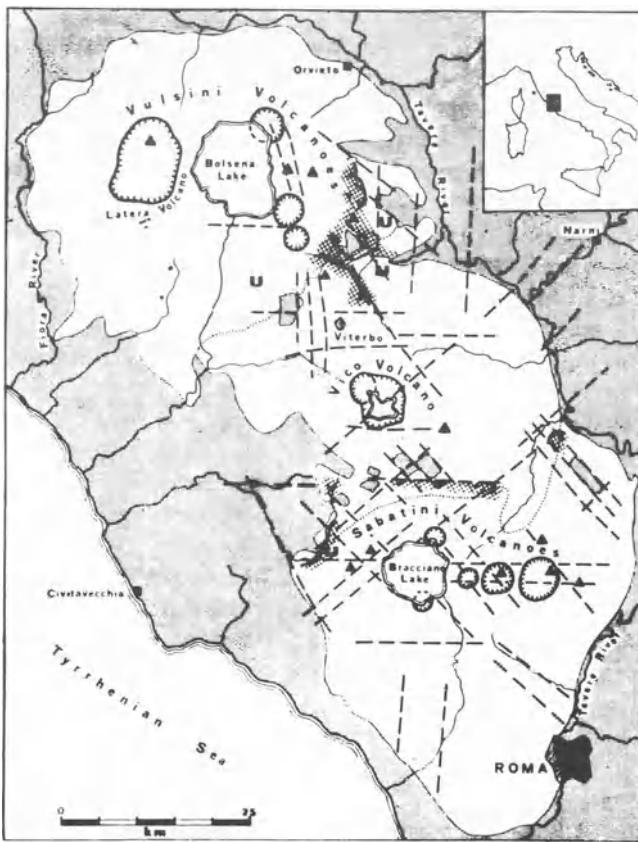 Orvieto
Vulsini Volcanoes
Tevere River
Bolsena Lake
Latera Volcano
Narni
Fiora River
U
U
M
Viterbo
Vico Volcano
Sabatini Volcanoes
U
Bracciano Lake
Civitavecchia
Tevere River
Tyrrhenian Sea
ROMA
0 25
km